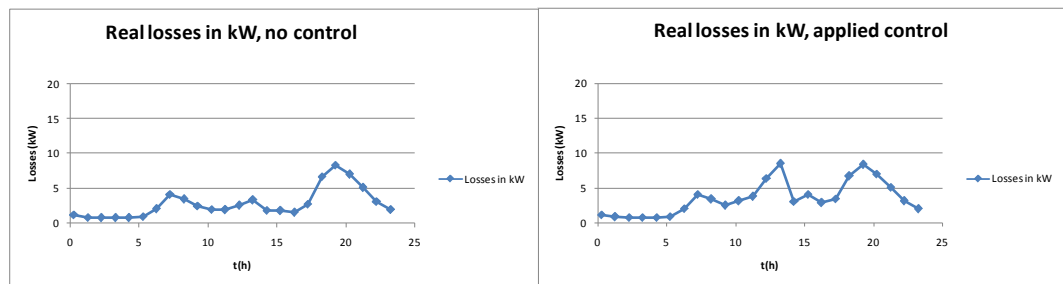 Real losses in kW, no control
20
15
10
5
0
0 5 10 15 20 25
Losses (kW)
t(h)
Losses in kW
Real losses in kW, applied control
20
15
10
5
0
0 5 10 15 20 25
Losses (kW)
t(h)
Losses in kW